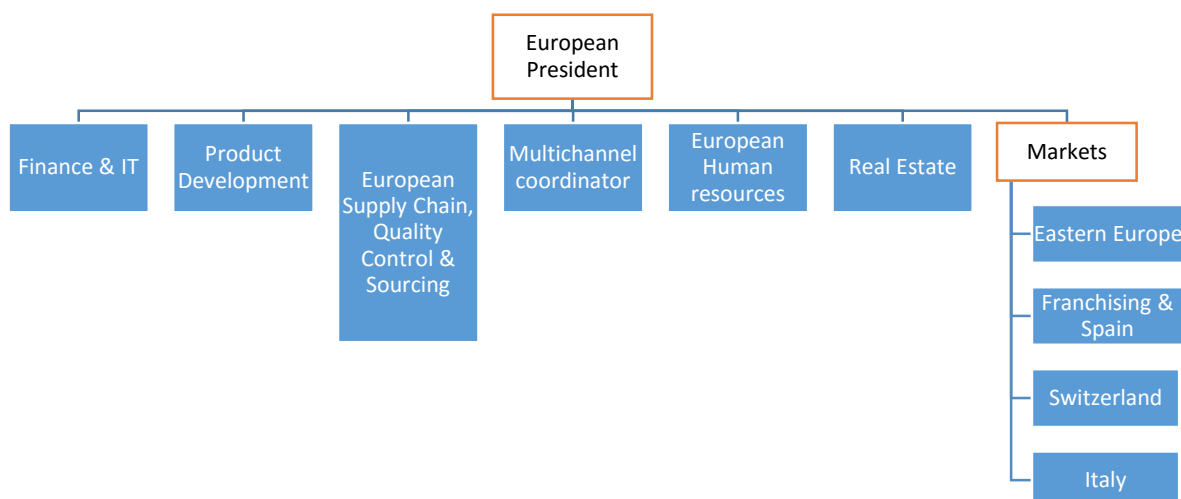 European
President
Finance & IT
Product
Development
European
Supply Chain,
Quality
Control &
Sourcing
Multichannel
coordinator
European
Human
resources
Real Estate
Markets
Eastern Europe
Franchising &
Spain
Switzerland
Italy